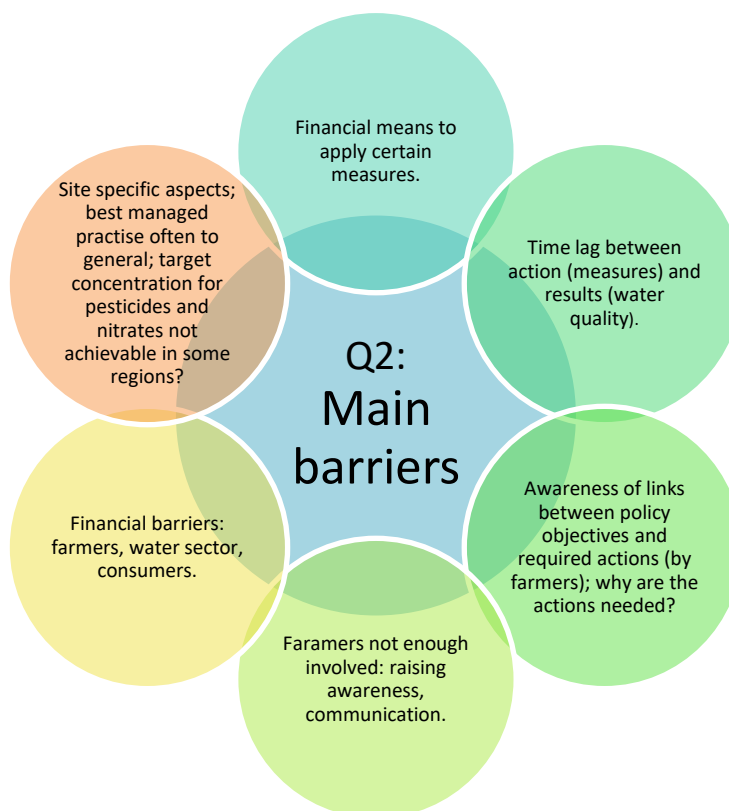 Financial means to
apply certain
measures.
Site specific aspects;
best managed
practise often to
general; target
concentration for
pesticides and
nitrates not
achievable in some
regions?
Time lag between
action (measures) and
results (water
quality).
Q2:
Main
barriers
Financial barriers:
farmers, water sector,
consumers.
Awareness of links
between policy
objectives and
required actions (by
farmers); why are the
actions needed?
Faramers not enough
involved: raising
awareness,
communication.